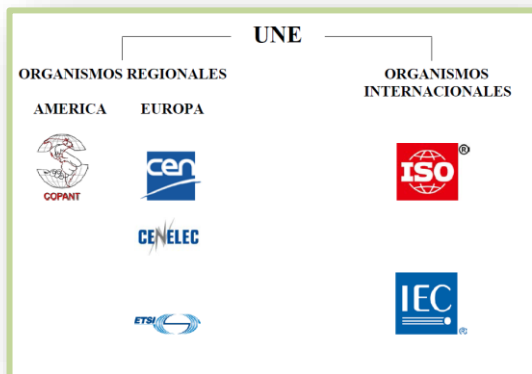 UNE
ORGANISMOS REGIONALES
AMERICA EUROPA
ORGANISMOS
INTERNACIONALES
COPANT
cen
CENELEC
ETSI
ISO®
IEC
®